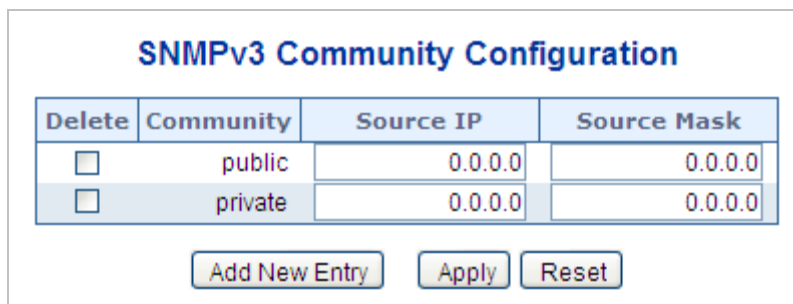 SNMPv3 Community Configuration
Delete Community Source IP Source Mask
public 0.0.0.0 0.0.0.0
private 0.0.0.0 0.0.0.0
Add New Entry Apply Reset